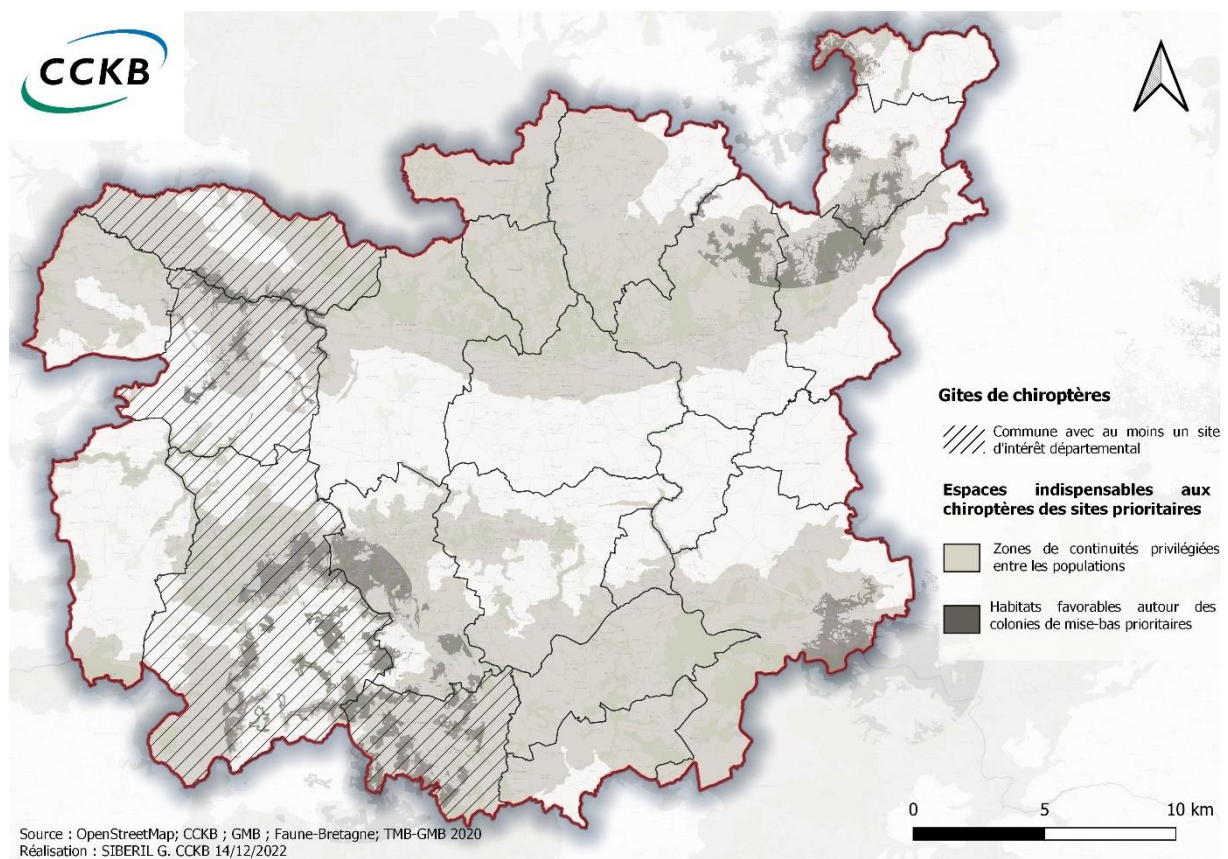 CCKB
Gites de chiroptères
Commune avec au moins un site
d'intérêt départemental
Espaces indispensables aux
chiroptères des sites prioritaires
Zones de continuités privilégiées
entre les populations
Habitats favorables autour des
colonies de mise-bas prioritaires
0 5 10 km
Source : OpenStreetMap; CCKB ; GMB ; Faune-Bretagne; TMB-GMB 2020
Réalisation : SIBERIL G. CCKB 14/12/2022